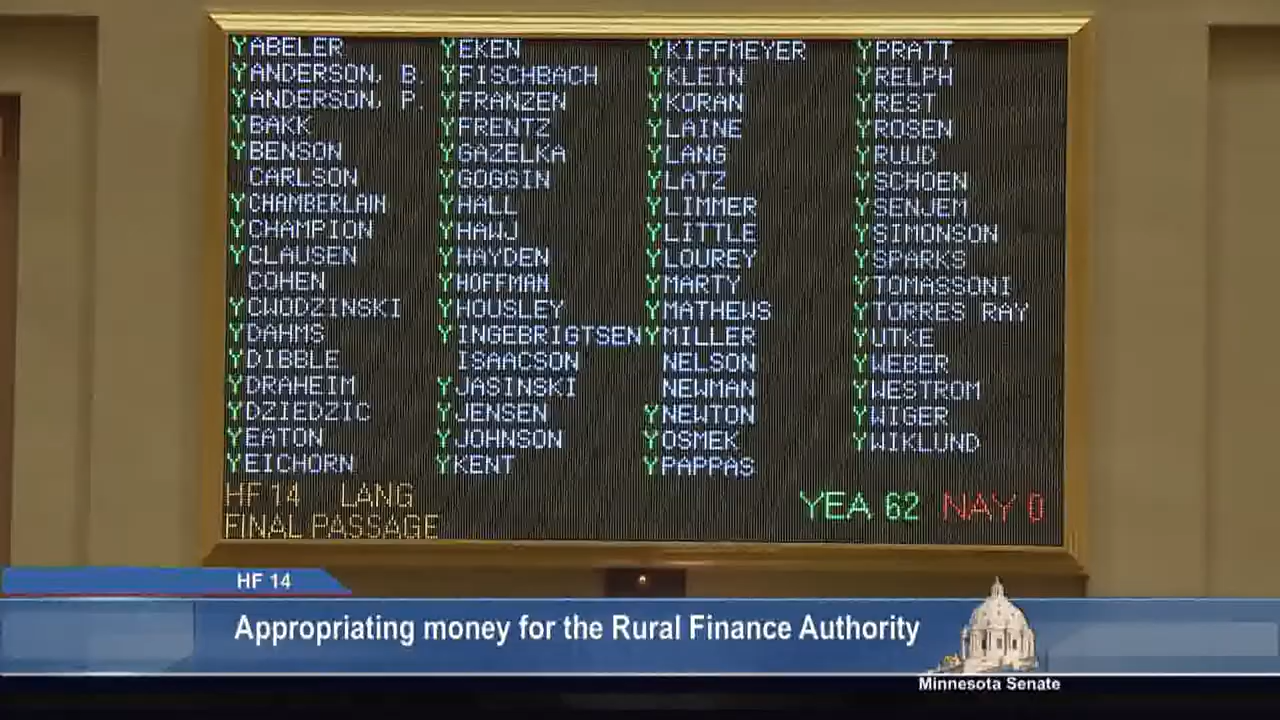 YABELER YEKEN YKIFFMEYER YPRATT
YANDERSON, B. YFISCHBACH YKLEIN YRELPH
YANDERSON, P. YFRANZEN YKORAN YREST
YBAKK YFRENTZ YLAINE YROSEN
YBENSON YGAZELKA YLANG YRUUD
CARLSON YGOGGIN YLATZ YSCHOEN
YCHAMBERLAIN YHALL YLIMMER YSENJEM
YCHAMPION YHAWJ YLITTLE YSIMONSON
YCLAUSEN YHAYDEN YLOUREY YSPARKS
COHEN YHOFFMAN YMARTY YTOMASSONI
YCWODZINSKI YHOUSLEY YMATHEWS YTORRES RAY
YDAHMS YINGEBRIGTSEN YMILLER YUTKE
YDIBBLE ISAACSON NELSON YWEBER
YDRAHEIM YJASINSKI NEWMAN YWESTROM
YDZIEDZIC YJENSEN YNEWTON YWIGER
YEATON YJOHNSON YOSMEK YWIKLUND
YEICHORN YKENT YPAPPAS
HF 14 LANG YEA 62 NAY 0
FINAL PASSAGE
HF 14
Appropriating money for the Rural Finance Authority
Minnesota Senate